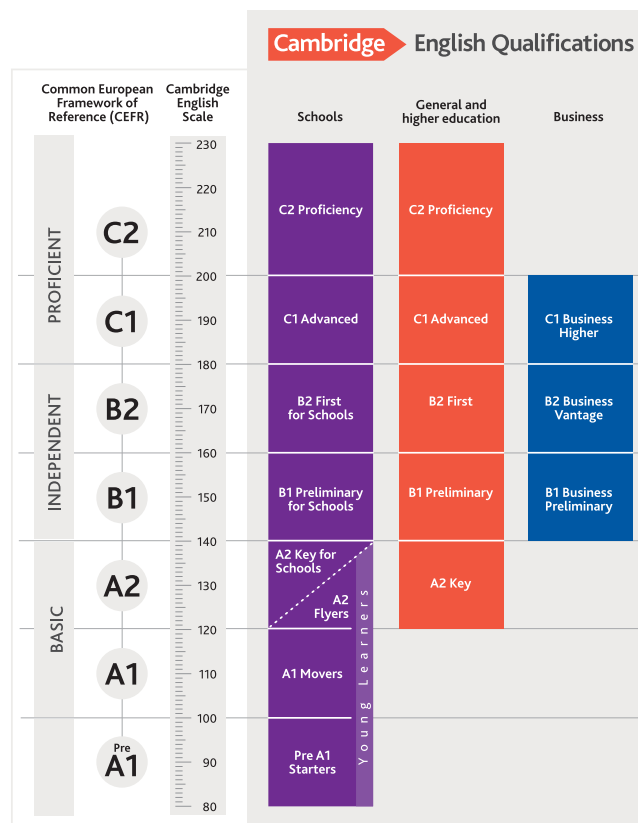 Cambridge English Qualifications
Common European
Framework of
Reference (CEFR)
Cambridge
English
Scale
Schools
General and
higher education
Business
PROFICIENT
INDEPENDENT
BASIC
C2
C1
B2
B1
A2
A1
Pre
A1
230
220
210
200
190
180
170
160
150
140
130
120
110
100
90
80
C2 Proficiency
C1 Advanced
B2 First
for Schools
B1 Preliminary
for Schools
A2 Key for
Schools
A2
Flyers
A1 Movers
Pre A1
Starters
Young Learners
C2 Proficiency
C1 Advanced
B2 First
B1 Preliminary
A2 Key
C1 Business
Higher
B2 Business
Vantage
B1 Business
Preliminary